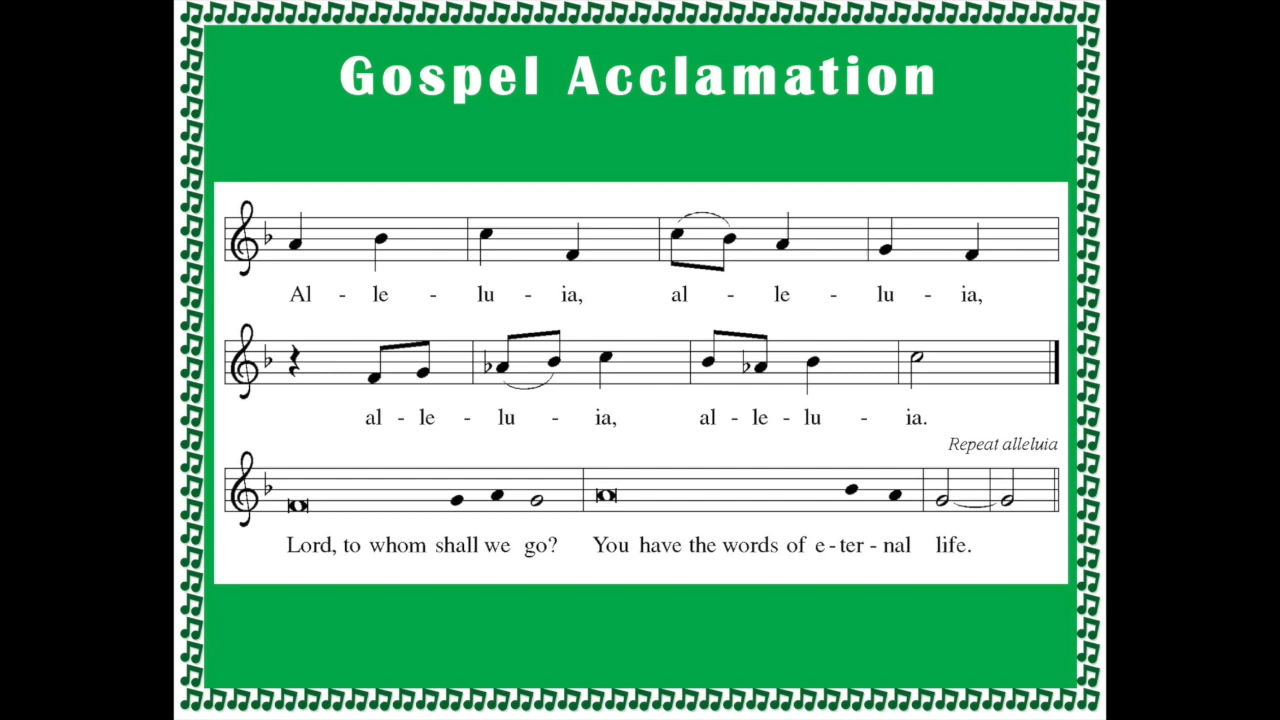 Gospel Acclamation
Al - le - lu - ia, al - le - lu - ia,
al - le - lu - ia, al - le - lu - ia.
Repeat alleluia
Lord, to whom shall we go? You have the words of e - ter - nal life.